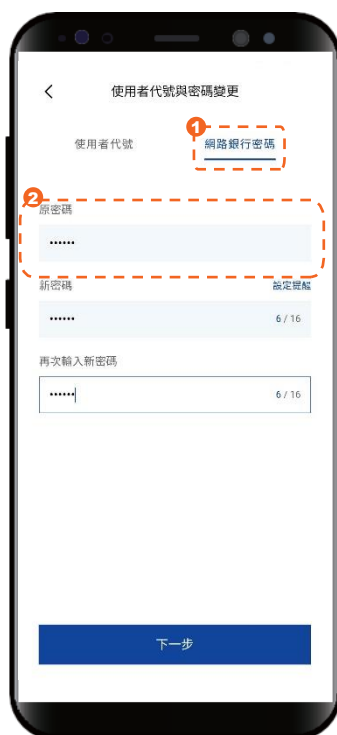 使用者代號與密碼變更
使用者代號
1
網路銀行密碼
2
原密碼
••••••
新密碼
設定提醒
••••••
6 / 16
再次輸入新密碼
••••••
6 / 16
下一步